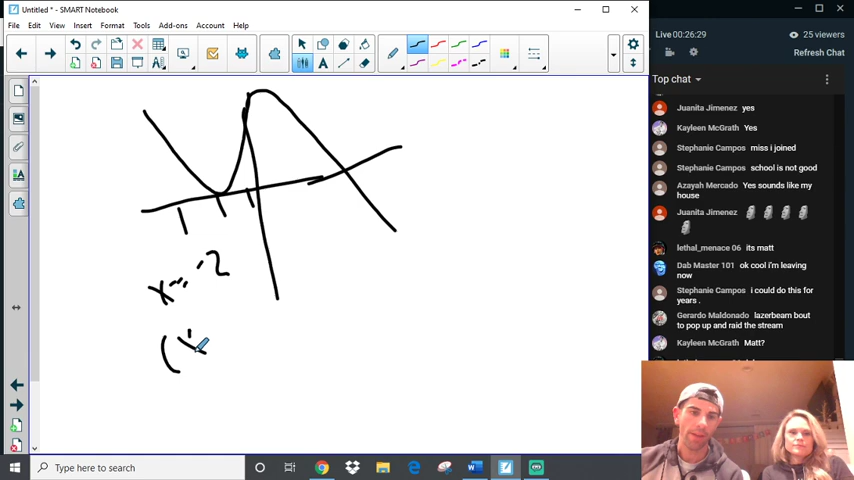 Untitled * - SMART Notebook
File Edit View Insert Format Tools Add-ons Account Help
x = -2
(x
Type here to search
Live 00:26:29
25 viewers
Refresh Chat
Top chat
Juanita Jimenez yes
Kayleen McGrath Yes
Stephanie Campos miss i joined
Stephanie Campos school is not good
Azayah Mercado Yes sounds like my
house
Juanita Jimenez 🗿 🗿 🗿 🗿
🗿
lethal_menace 06 its matt
Dab Master 101 ok cool i'm leaving
now
Stephanie Campos i could do this for
years .
Gerardo Maldonado lazerbeam bout
to pop up and raid the stream
Kayleen McGrath Matt?